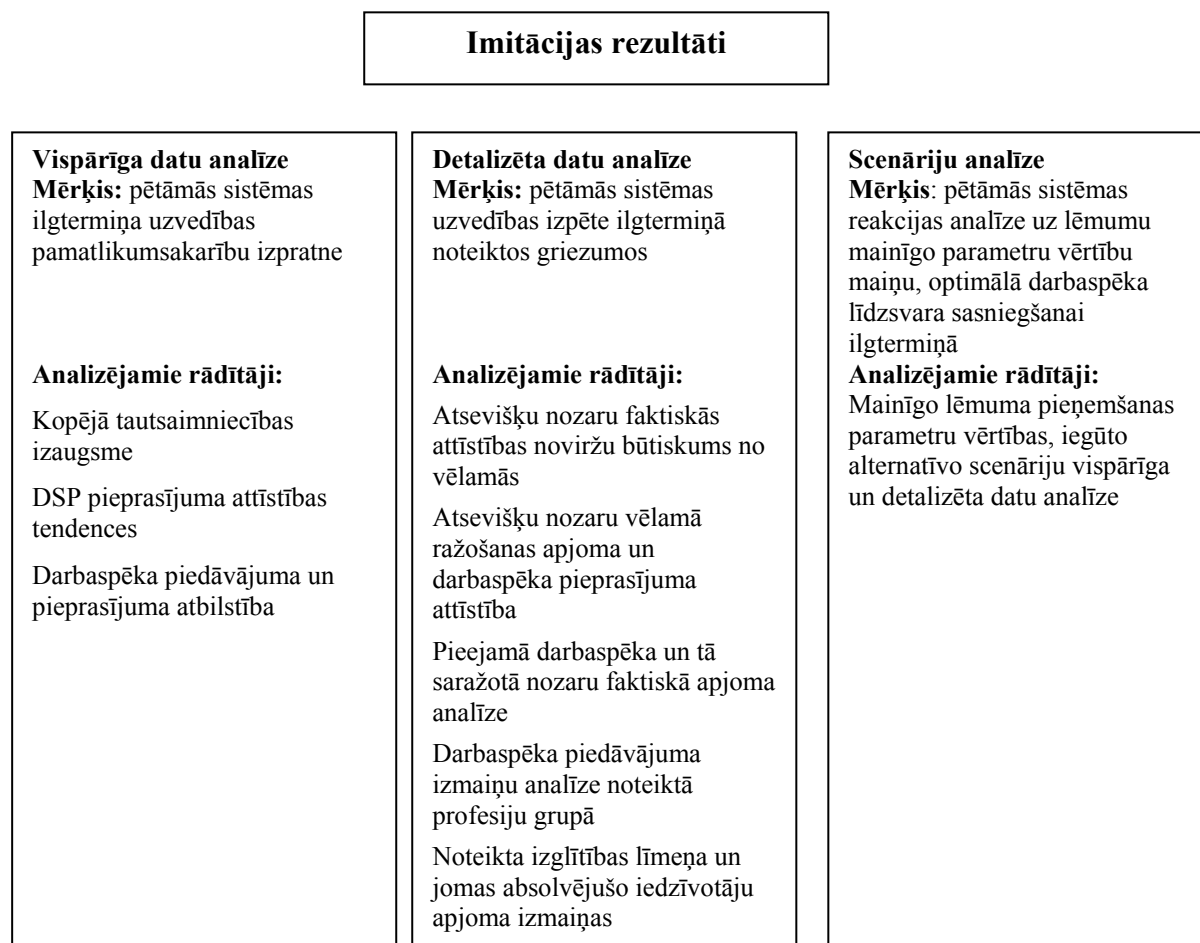 Imitācijas rezultāti
Vispārīga datu analīze
Mērķis: pētāmās sistēmas
ilgtermiņa uzvedības
pamatlikumsakarību izpratne
Analizējamie rādītāji:
Kopējā tautsaimniecības
izaugsme
DSP pieprasījuma attīstības
tendences
Darbaspēka piedāvājuma un
pieprasījuma atbilstība
Detalizēta datu analīze
Mērķis: pētāmās sistēmas
uzvedības izpēte ilgtermiņā
noteiktos griezumos
Analizējamie rādītāji:
Atsevišķu nozaru faktiskās
attīstības noviržu būtiskums no
vēlamās
Atsevišķu nozaru vēlamā
ražošanas apjoma un
darbaspēka pieprasījuma
attīstība
Pieejamā darbaspēka un tā
saražotā nozaru faktiskā apjoma
analīze
Darbaspēka piedāvājuma
izmaiņu analīze noteiktā
profesiju grupā
Noteikta izglītības līmeņa un
jomas absolvējušo iedzīvotāju
apjoma izmaiņas
Scenāriju analīze
Mērķis: pētāmās sistēmas
reakcijas analīze uz lēmumu
mainīgo parametru vērtību
maiņu, optimālā darbaspēka
līdzsvara sasniegšanai
ilgtermiņā
Analizējamie rādītāji:
Mainīgo lēmuma pieņemšanas
parametru vērtības, iegūto
alternatīvo scenāriju vispārīga
un detalizēta datu analīze